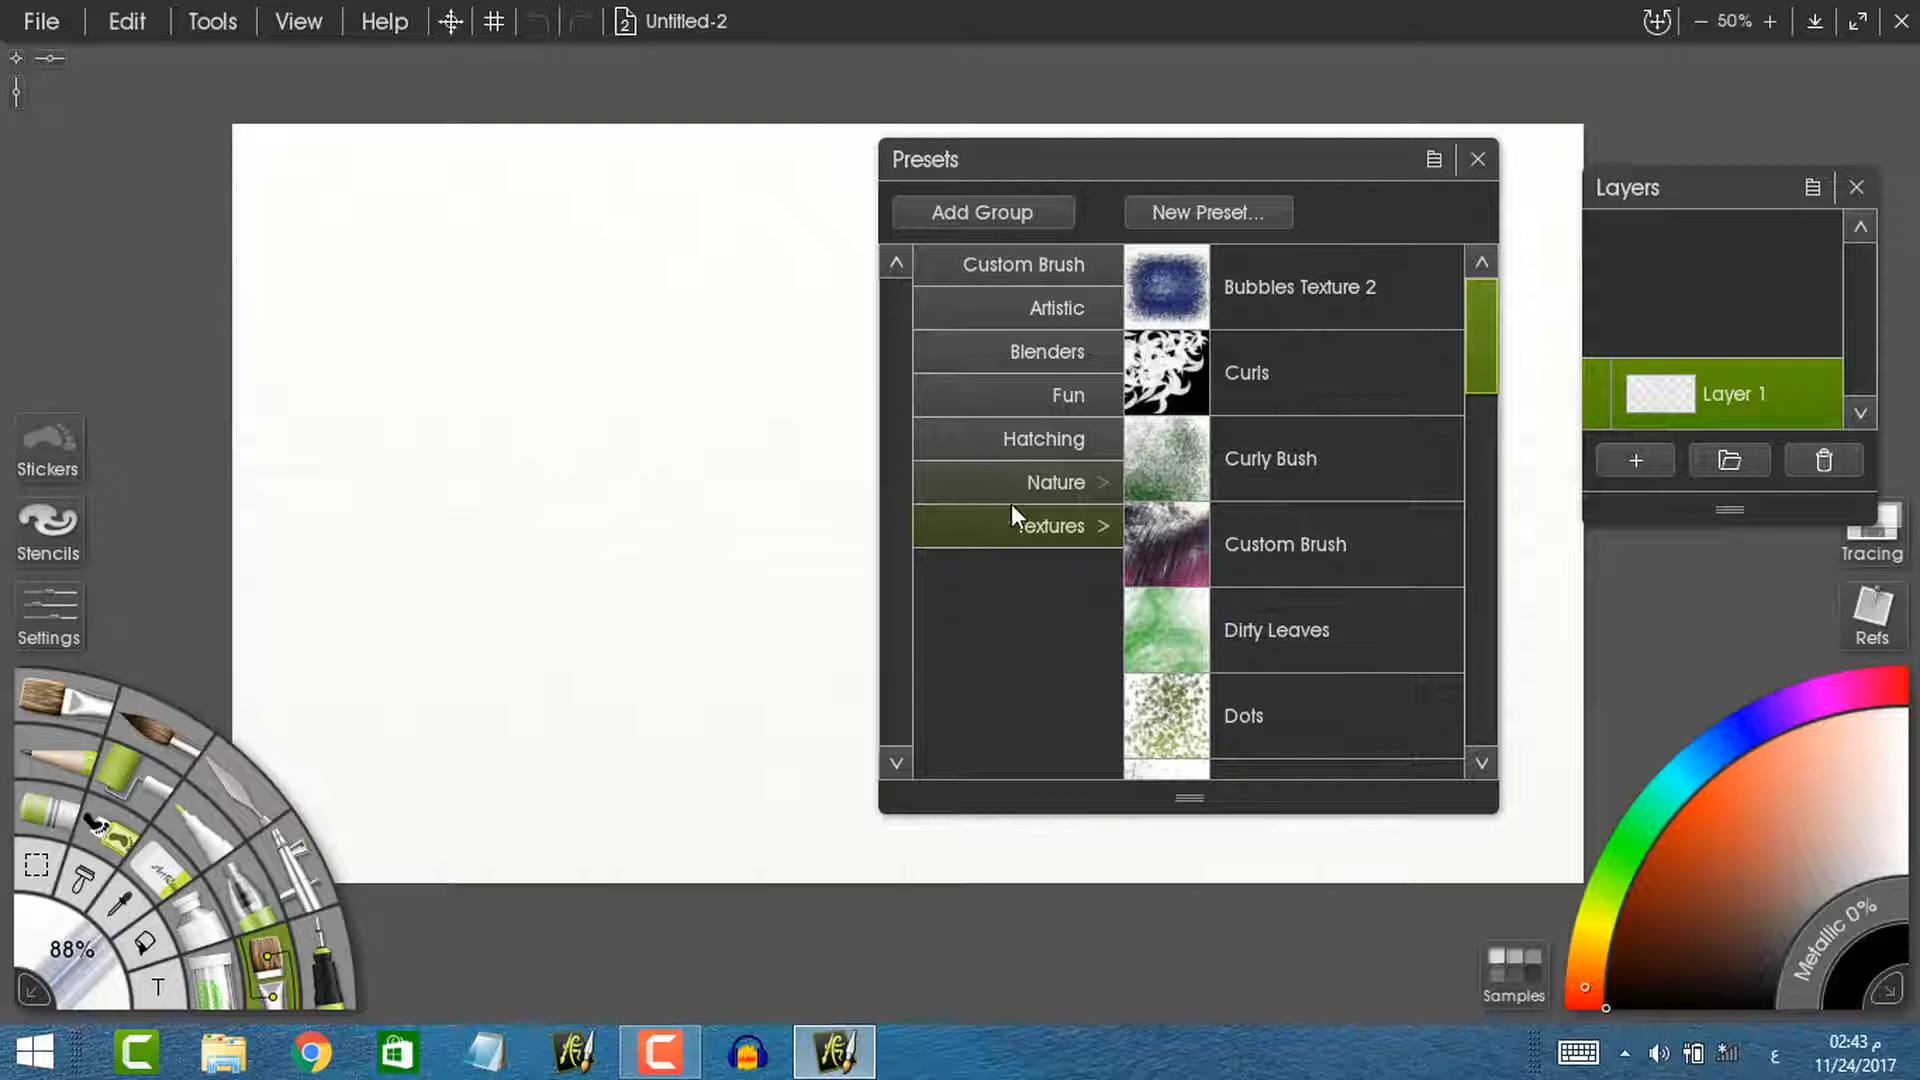 File Edit Tools View Help 2 Untitled-2 50%
Presets
Add Group New Preset...
Custom Brush
Artistic
Blenders
Fun
Hatching
Nature >
Textures >
Bubbles Texture 2
Curls
Curly Bush
Custom Brush
Dirty Leaves
Dots
Layers
Layer 1
Stickers
Stencils
Settings
Tracing
Refs
88%
T
Metallic 0%
Samples
ع
02:43 م
11/24/2017